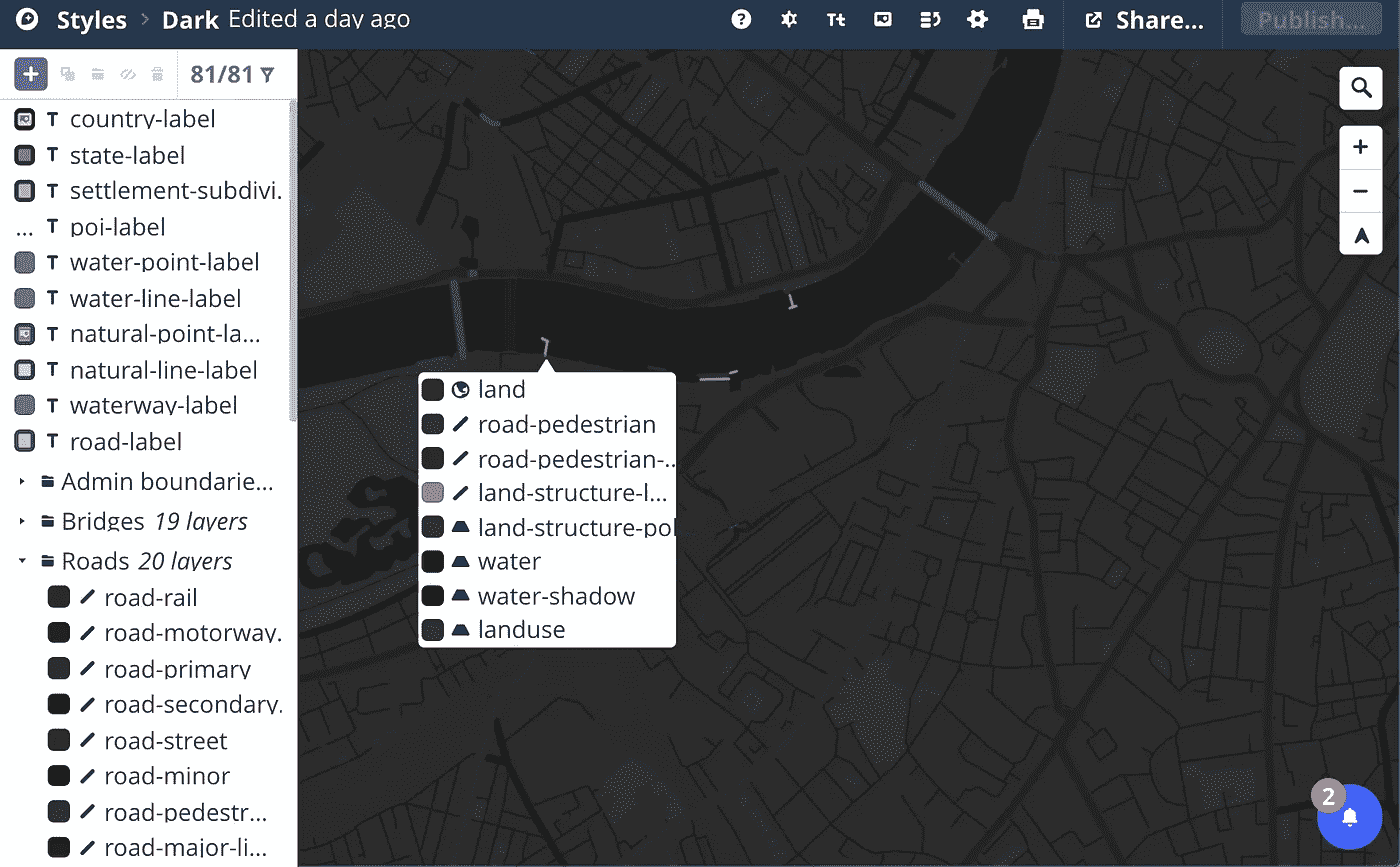 Styles > Dark Edited a day ago
? Tt Share... Publish...
81/81
T country-label
T state-label
T settlement-subdivi.
... T poi-label
T water-point-label
T water-line-label
T natural-point-la...
T natural-line-label
T waterway-label
T road-label
Admin boundarie...
Bridges 19 layers
Roads 20 layers
road-rail
road-motorway.
road-primary
road-secondary.
road-street
road-minor
road-pedestr...
road-major-li...
land
road-pedestrian
road-pedestrian-..
land-structure-l...
land-structure-pol
water
water-shadow
landuse
+
−
2